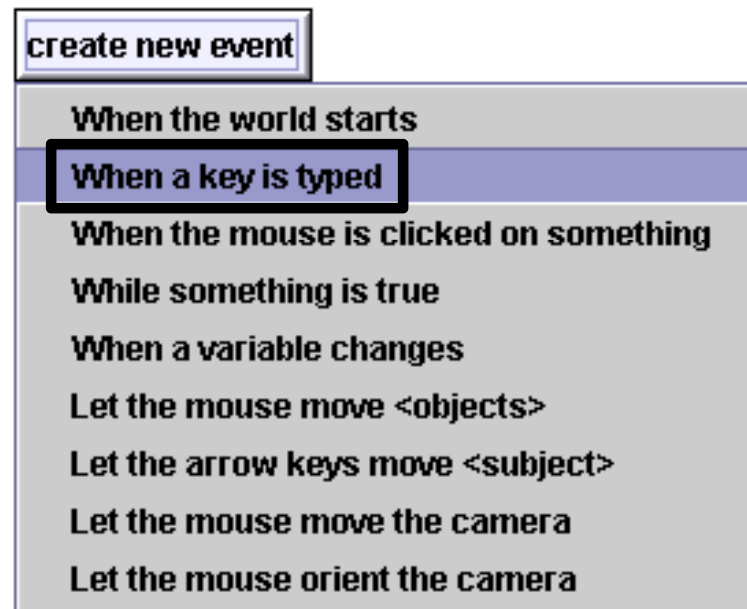 create new event
When the world starts
When a key is typed
When the mouse is clicked on something
While something is true
When a variable changes
Let the mouse move <objects>
Let the arrow keys move <subject>
Let the mouse move the camera
Let the mouse orient the camera